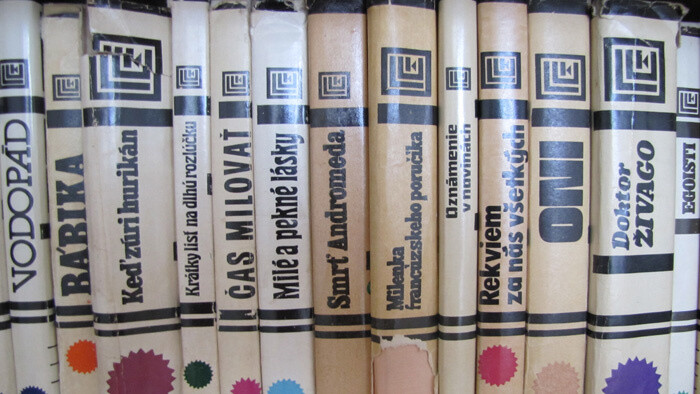 VODOPÁD
BÁBIKA
Keď zúri hurikán
Krátky list na dlhú rozlúčku
ČAS MILOVAŤ
Milé a pekné lásky
Smrť Andromeda
Milenka
francúzskeho poručíka
Oznámenie
v novinách
Rekviem
za nás všetkých
ONI
Doktor
ŽIVAGO
EGOISTI